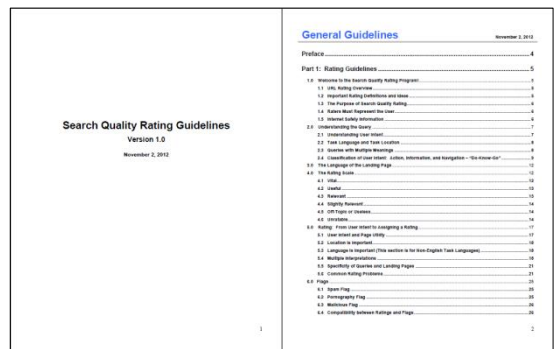 Search Quality Rating Guidelines
Version 1.0
November 2, 2012
1
General Guidelines November 2, 2012
Preface 4
Part 1: Rating Guidelines 5
1.0 Welcome to the Search Quality Rating Program!
1.1 URL Rating Overview
1.2 Important Rating Definitions and Ideas
1.3 The Purpose of Search Quality Rating
1.4 Raters Must Represent the User
1.5 Internet Safety Information
2.0 Understanding the Query
2.1 Understanding User Intent
2.2 Task Language and Task Location
2.3 Queries with Multiple Meanings
2.4 Classification of User Intent: Action, Information, and Navigation – "Do-Know-Go"
3.0 The Language of the Landing Page
4.0 The Rating Scale
4.1 Vital
4.2 Useful
4.3 Relevant
4.4 Slightly Relevant
4.5 Off-Topic or Useless
4.6 Unratable
5.0 Rating: From User Intent to Assigning a Rating
5.1 User Intent and Page Utility
5.2 Location is Important
5.3 Language is Important (This section is for Non-English Task Languages)
5.4 Multiple Interpretations
5.5 Specificity of Queries and Landing Pages
5.6 Common Rating Problems
6.0 Flags
6.1 Spam Flag
6.2 Pornography Flag
6.3 Malicious Flag
6.4 Compatibility between Ratings and Flags
2